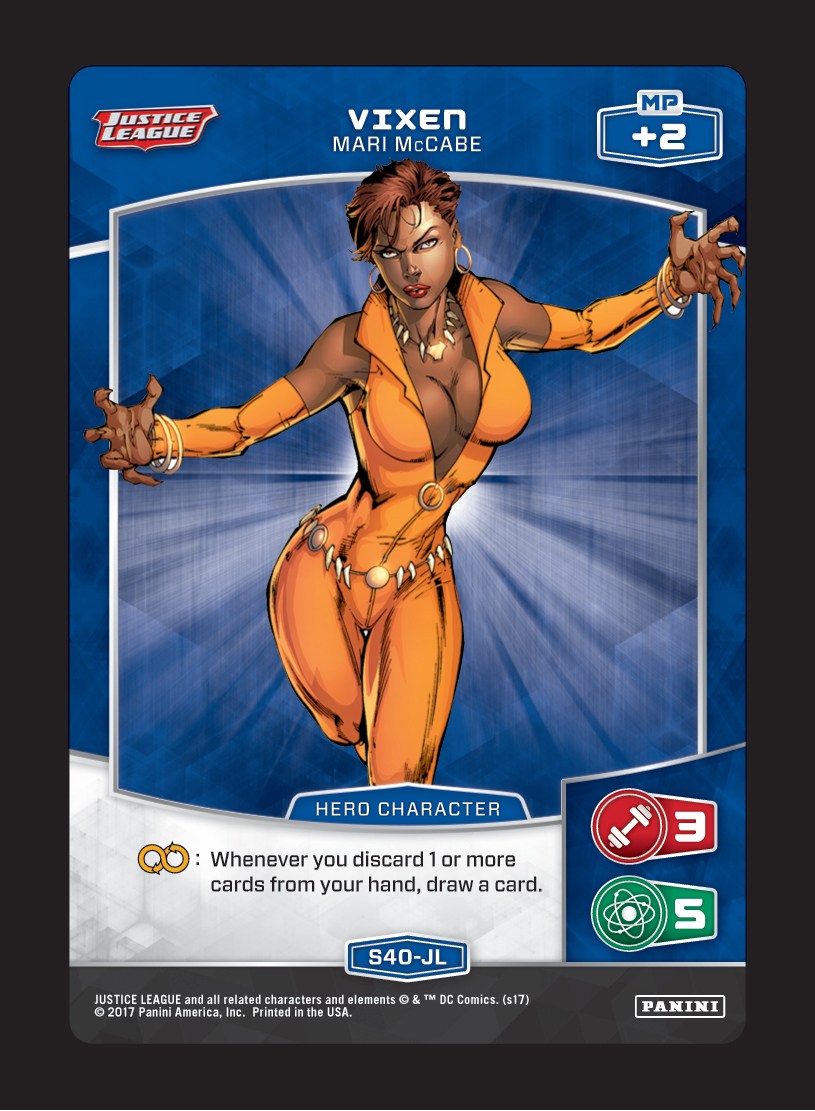 JUSTICE
LEAGUE
VIXEN
MARI McCABE
MP
+2
HERO CHARACTER
: Whenever you discard 1 or more
cards from your hand, draw a card.
3
5
S40-JL
JUSTICE LEAGUE and all related characters and elements © & ™ DC Comics. (s17)
© 2017 Panini America, Inc. Printed in the USA.
PANINI